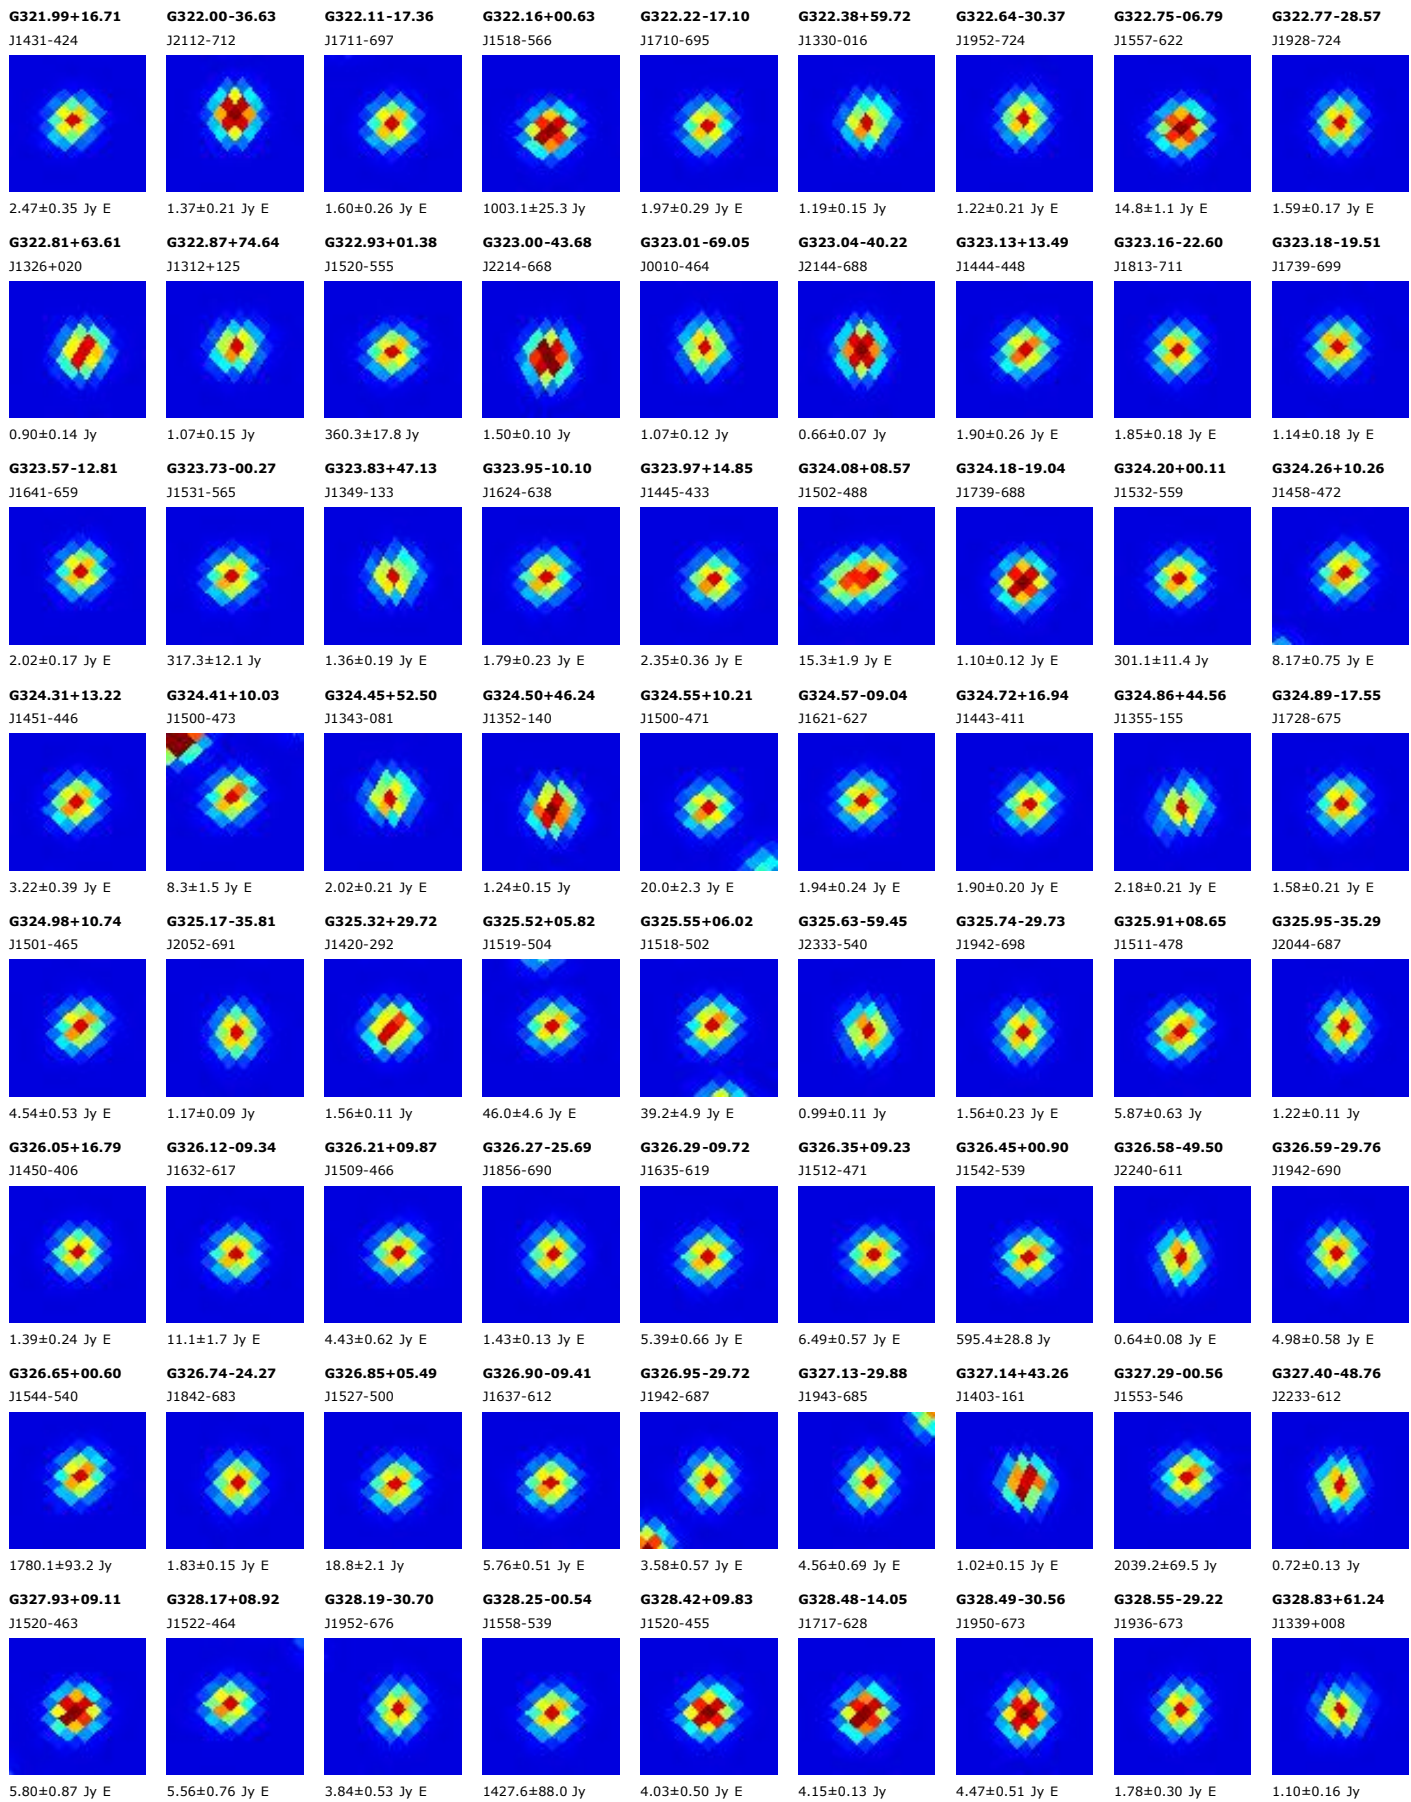 G321.99+16.71 G322.00-36.63 G322.11-17.36 G322.16+00.63 G322.22-17.10 G322.38+59.72 G322.64-30.37 G322.75-06.79 G322.77-28.57
J1431-424 J2112-712 J1711-697 J1518-566 J1710-695 J1330-016 J1952-724 J1557-622 J1928-724
2.47±0.35 Jy E 1.37±0.21 Jy E 1.60±0.26 Jy E 1003.1±25.3 Jy 1.97±0.29 Jy E 1.19±0.15 Jy 1.22±0.21 Jy E 14.8±1.1 Jy E 1.59±0.17 Jy E
G322.81+63.61 G322.87+74.64 G322.93+01.38 G323.00-43.68 G323.01-69.05 G323.04-40.22 G323.13+13.49 G323.16-22.60 G323.18-19.51
J1326+020 J1312+125 J1520-555 J2214-668 J0010-464 J2144-688 J1444-448 J1813-711 J1739-699
0.90±0.14 Jy 1.07±0.15 Jy 360.3±17.8 Jy 1.50±0.10 Jy 1.07±0.12 Jy 0.66±0.07 Jy 1.90±0.26 Jy E 1.85±0.18 Jy E 1.14±0.18 Jy E
G323.57-12.81 G323.73-00.27 G323.83+47.13 G323.95-10.10 G323.97+14.85 G324.08+08.57 G324.18-19.04 G324.20+00.11 G324.26+10.26
J1641-659 J1531-565 J1349-133 J1624-638 J1445-433 J1502-488 J1739-688 J1532-559 J1458-472
2.02±0.17 Jy E 317.3±12.1 Jy 1.36±0.19 Jy E 1.79±0.23 Jy E 2.35±0.36 Jy E 15.3±1.9 Jy E 1.10±0.12 Jy E 301.1±11.4 Jy 8.17±0.75 Jy E
G324.31+13.22 G324.41+10.03 G324.45+52.50 G324.50+46.24 G324.55+10.21 G324.57-09.04 G324.72+16.94 G324.86+44.56 G324.89-17.55
J1451-446 J1500-473 J1343-081 J1352-140 J1500-471 J1621-627 J1443-411 J1355-155 J1728-675
3.22±0.39 Jy E 8.3±1.5 Jy E 2.02±0.21 Jy E 1.24±0.15 Jy 20.0±2.3 Jy E 1.94±0.24 Jy E 1.90±0.20 Jy E 2.18±0.21 Jy E 1.58±0.21 Jy E
G324.98+10.74 G325.17-35.81 G325.32+29.72 G325.52+05.82 G325.55+06.02 G325.63-59.45 G325.74-29.73 G325.91+08.65 G325.95-35.29
J1501-465 J2052-691 J1420-292 J1519-504 J1518-502 J2333-540 J1942-698 J1511-478 J2044-687
4.54±0.53 Jy E 1.17±0.09 Jy 1.56±0.11 Jy 46.0±4.6 Jy E 39.2±4.9 Jy E 0.99±0.11 Jy 1.56±0.23 Jy E 5.87±0.63 Jy 1.22±0.11 Jy
G326.05+16.79 G326.12-09.34 G326.21+09.87 G326.27-25.69 G326.29-09.72 G326.35+09.23 G326.45+00.90 G326.58-49.50 G326.59-29.76
J1450-406 J1632-617 J1509-466 J1856-690 J1635-619 J1512-471 J1542-539 J2240-611 J1942-690
1.39±0.24 Jy E 11.1±1.7 Jy E 4.43±0.62 Jy E 1.43±0.13 Jy E 5.39±0.66 Jy E 6.49±0.57 Jy E 595.4±28.8 Jy 0.64±0.08 Jy E 4.98±0.58 Jy E
G326.65+00.60 G326.74-24.27 G326.85+05.49 G326.90-09.41 G326.95-29.72 G327.13-29.88 G327.14+43.26 G327.29-00.56 G327.40-48.76
J1544-540 J1842-683 J1527-500 J1637-612 J1942-687 J1943-685 J1403-161 J1553-546 J2233-612
1780.1±93.2 Jy 1.83±0.15 Jy E 18.8±2.1 Jy 5.76±0.51 Jy E 3.58±0.57 Jy E 4.56±0.69 Jy E 1.02±0.15 Jy E 2039.2±69.5 Jy 0.72±0.13 Jy
G327.93+09.11 G328.17+08.92 G328.19-30.70 G328.25-00.54 G328.42+09.83 G328.48-14.05 G328.49-30.56 G328.55-29.22 G328.83+61.24
J1520-463 J1522-464 J1952-676 J1558-539 J1520-455 J1717-628 J1950-673 J1936-673 J1339+008
5.80±0.87 Jy E 5.56±0.76 Jy E 3.84±0.53 Jy E 1427.6±88.0 Jy 4.03±0.50 Jy E 4.15±0.13 Jy 4.47±0.51 Jy E 1.78±0.30 Jy E 1.10±0.16 Jy